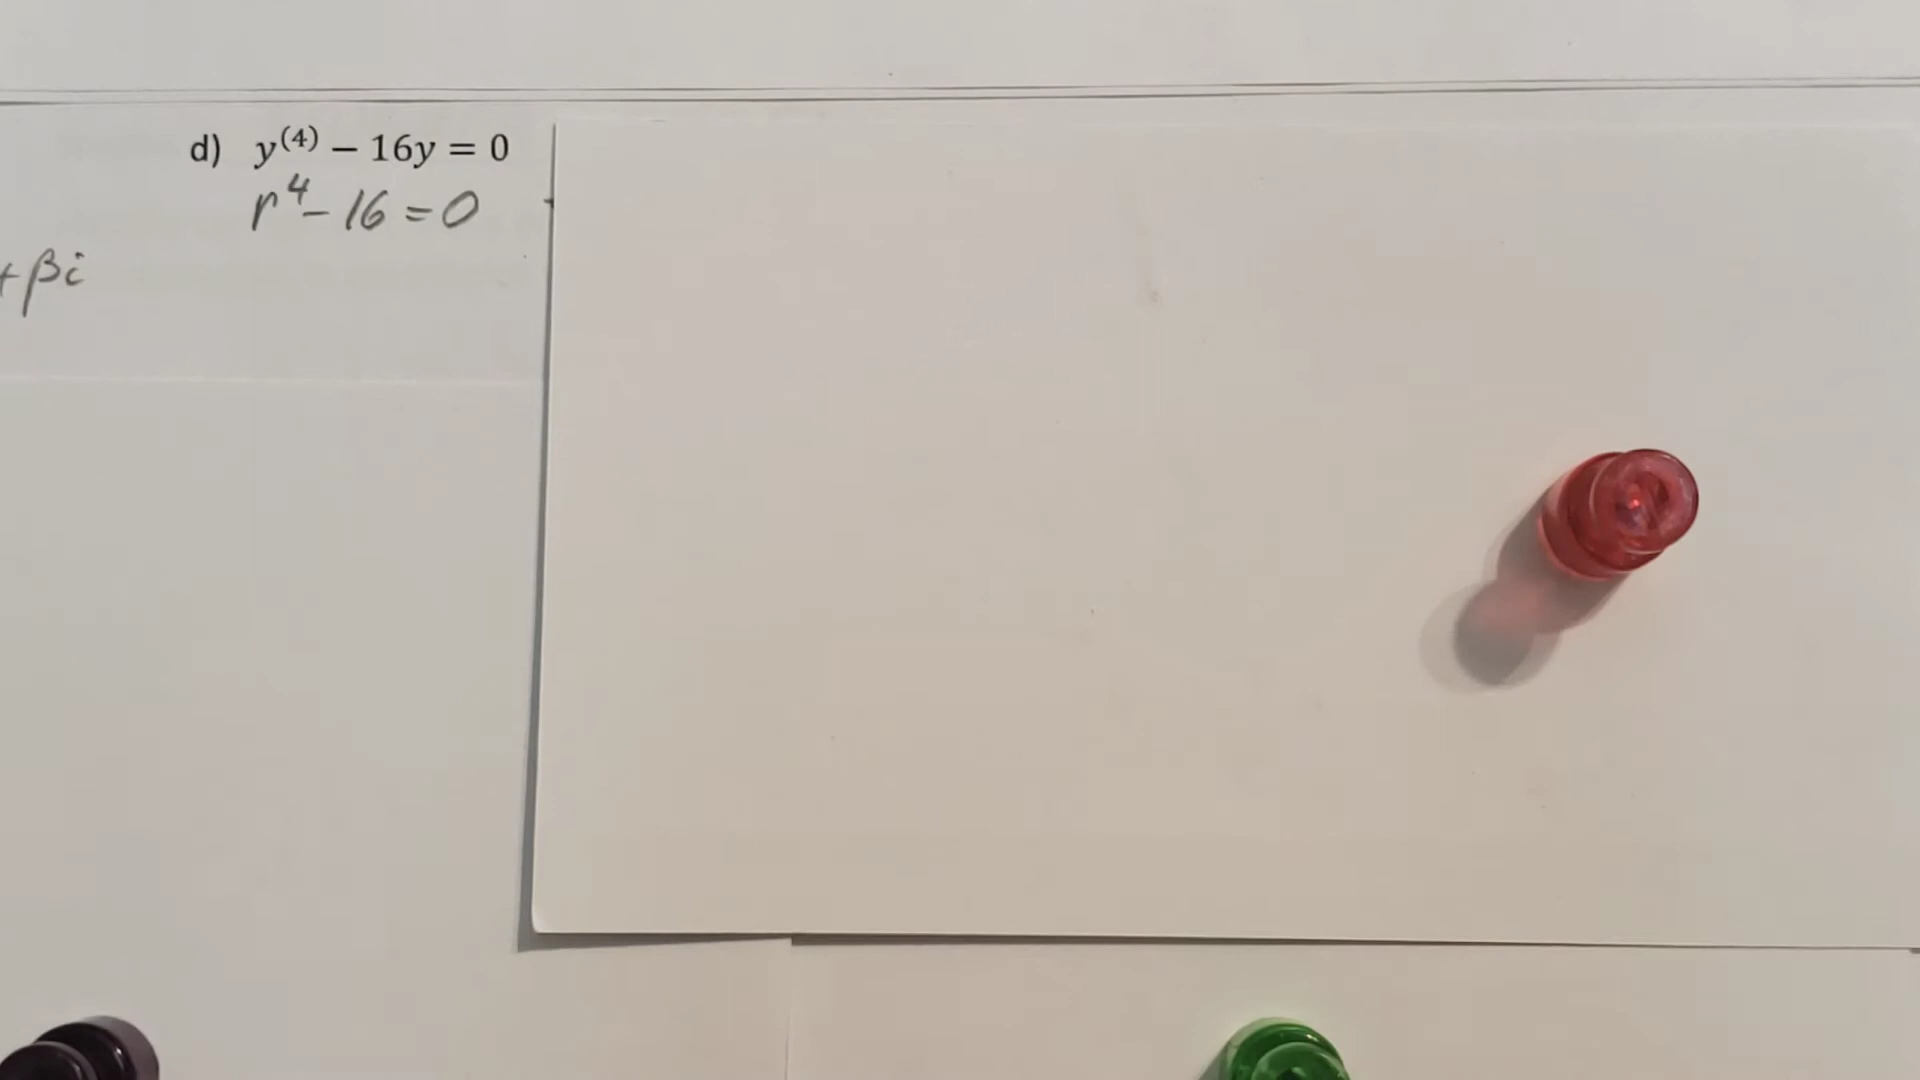 d) y⁽⁴⁾ − 16y = 0
r⁴ − 16 = 0
+ βi